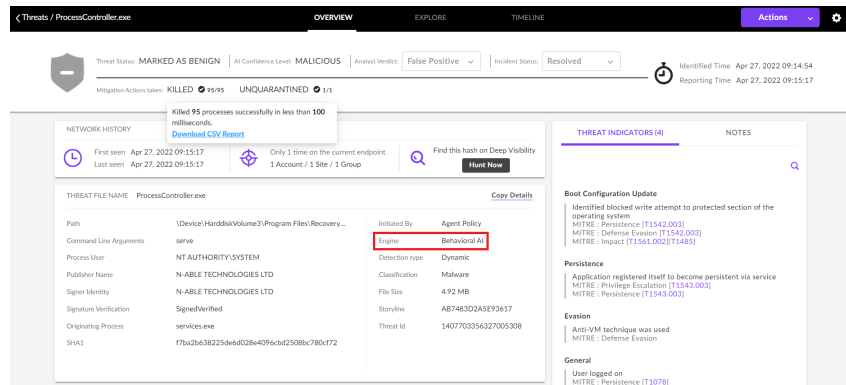 Threats / ProcessController.exe
OVERVIEW
EXPLORE
TIMELINE
Actions
Threat Status: MARKED AS BENIGN
AI Confidence Level: MALICIOUS
Analyst Verdict: False Positive
Incident Status: Resolved
Identified Time Apr 27, 2022 09:14:54
Reporting Time Apr 27, 2022 09:15:17
Mitigation Actions taken: KILLED 95/95 UNQUARANTINED 1/1
Killed 95 processes successfully in less than 100
milliseconds.
Download CSV Report
NETWORK HISTORY
First seen Apr 27, 2022 09:15:17
Last seen Apr 27, 2022 09:15:17
Only 1 time on the current endpoint
1 Account / 1 Site / 1 Group
Find this hash on Deep Visibility
Hunt Now
THREAT FILE NAME ProcessController.exe
Copy Details
Path \Device\HarddiskVolume3\Program Files\Recovery...
Command Line Arguments serve
Process User NT AUTHORITY\SYSTEM
Publisher Name N-ABLE TECHNOLOGIES LTD
Signer Identity N-ABLE TECHNOLOGIES LTD
Signature Verification SignedVerified
Originating Process services.exe
SHA1 f7ba2b638225de6d028e4096cbd2508bc780cf72
Initiated By Agent Policy
Engine Behavioral AI
Detection type Dynamic
Classification Malware
File Size 4.92 MB
Storyline AB7483D2A5E93617
Threat Id 1407703356327005308
THREAT INDICATORS (4)
NOTES
Boot Configuration Update
Identified blocked write attempt to protected section of the
operating system
MITRE : Persistence [T1542.003]
MITRE : Defense Evasion [T1542.003]
MITRE : Impact [T1561.002][T1485]
Persistence
Application registered itself to become persistent via service
MITRE : Privilege Escalation [T1543.003]
MITRE : Persistence [T1543.003]
Evasion
Anti-VM technique was used
MITRE : Defense Evasion
General
User logged on
MITRE : Persistence [T1078]